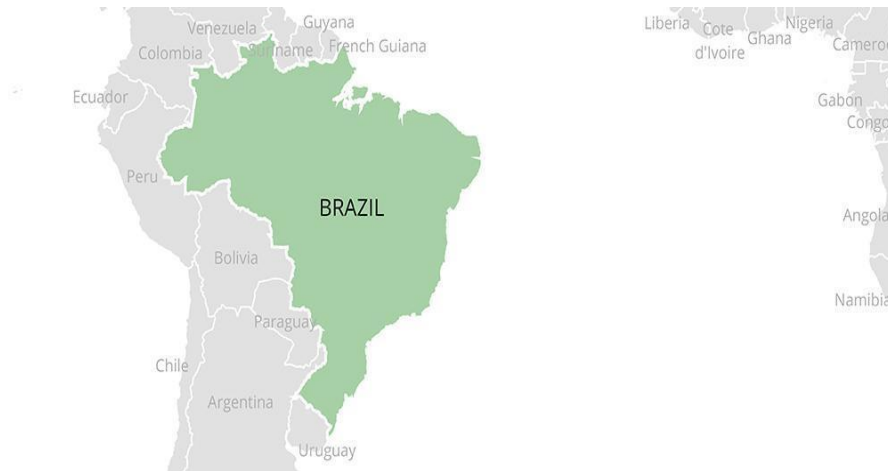 Guyana
Liberia
Cote
d'Ivoire
Ghana
Nigeria
Venezuela
Suriname
French Guiana
Cameroo
Colombia
Ecuador
Gabon
Congo
Peru
BRAZIL
Angola
Bolivia
Namibia
Paraguay
Chile
Argentina
Uruguay